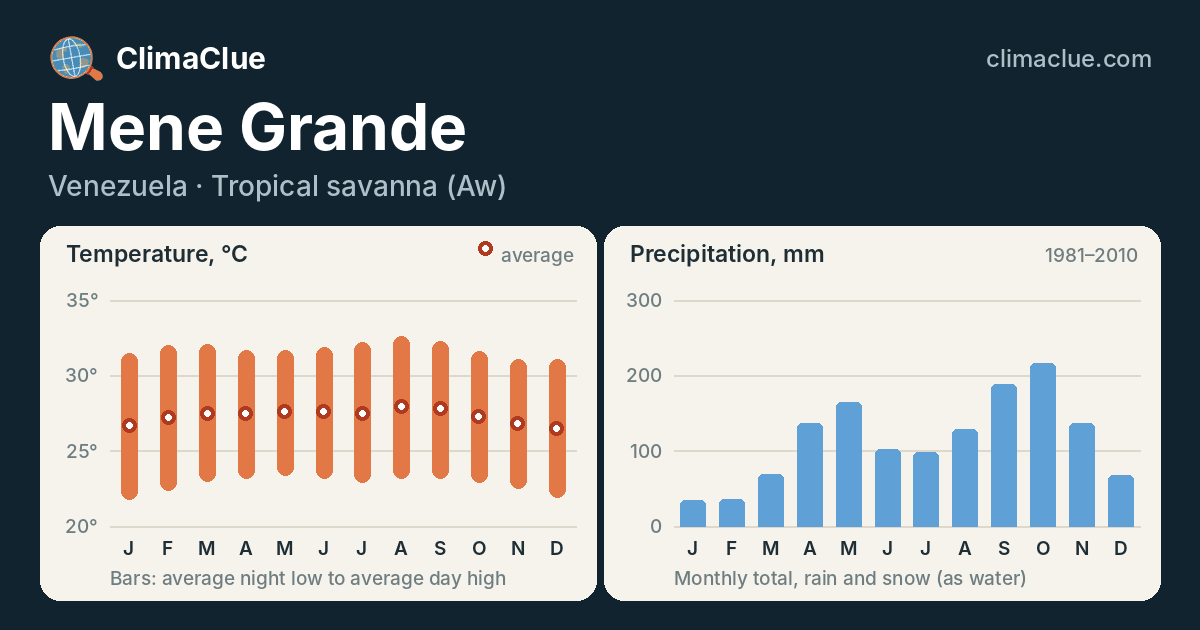 ClimaClue
climaclue.com
Mene Grande
Venezuela · Tropical savanna (Aw)
Temperature, °C
average
35°
30°
25°
20°
J F M A M J J A S O N D
Bars: average night low to average day high
Precipitation, mm
1981–2010
300
200
100
0
J F M A M J J A S O N D
Monthly total, rain and snow (as water)